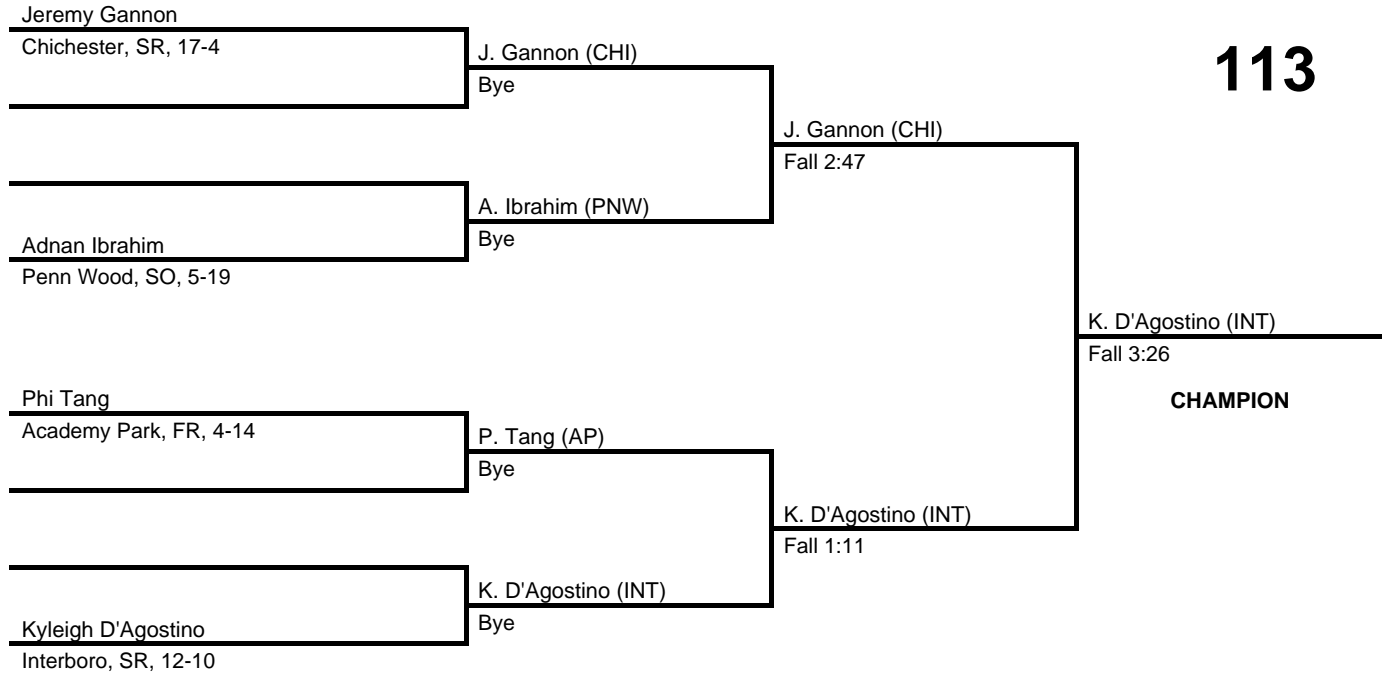 Jeremy Gannon
Chichester, SR, 17-4
J. Gannon (CHI)
Bye
113
J. Gannon (CHI)
Fall 2:47
A. Ibrahim (PNW)
Bye
Adnan Ibrahim
Penn Wood, SO, 5-19
K. D'Agostino (INT)
Fall 3:26
CHAMPION
Phi Tang
Academy Park, FR, 4-14
P. Tang (AP)
Bye
K. D'Agostino (INT)
Fall 1:11
K. D'Agostino (INT)
Bye
Kyleigh D'Agostino
Interboro, SR, 12-10